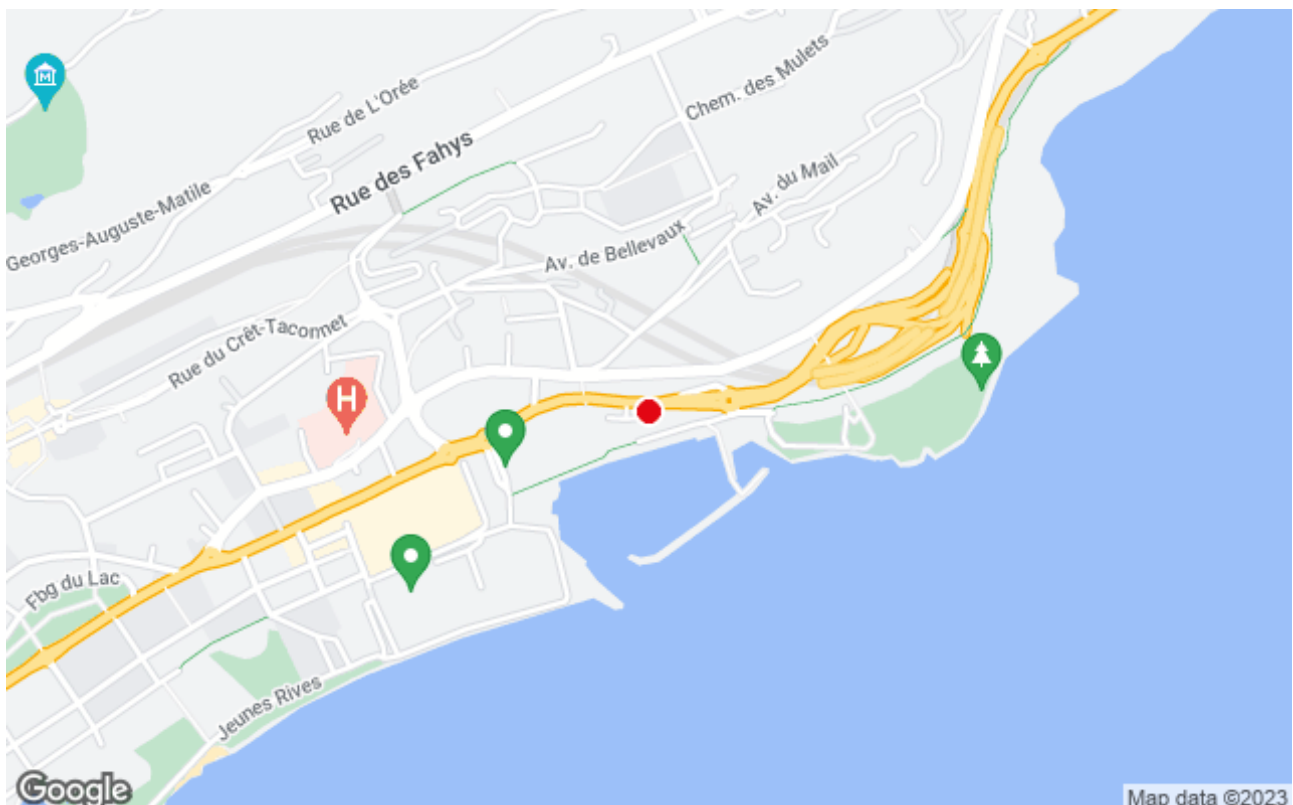 Chem. des Mulets
Rue de L'Orée
Rue des Fahys
Av. du Mail
Georges-Auguste-Matile
Av. de Bellevaux
Rue du Crêt-Taconnet
H
Fbg du Lac
Jeunes Rives
Google
Map data ©2023